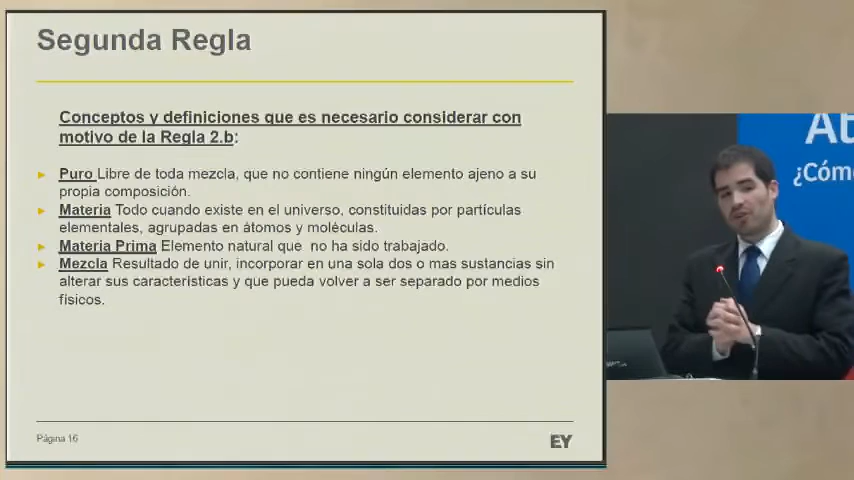 Segunda Regla
Conceptos y definiciones que es necesario considerar con
motivo de la Regla 2.b:
Puro Libre de toda mezcla, que no contiene ningún elemento ajeno a su
propia composición.
Materia Todo cuando existe en el universo, constituidas por partículas
elementales, agrupadas en átomos y moléculas.
Materia Prima Elemento natural que no ha sido trabajado.
Mezcla Resultado de unir, incorporar en una sola dos o mas sustancias sin
alterar sus características y que pueda volver a ser separado por medios
físicos.
Página 16
EY
¿Cómo